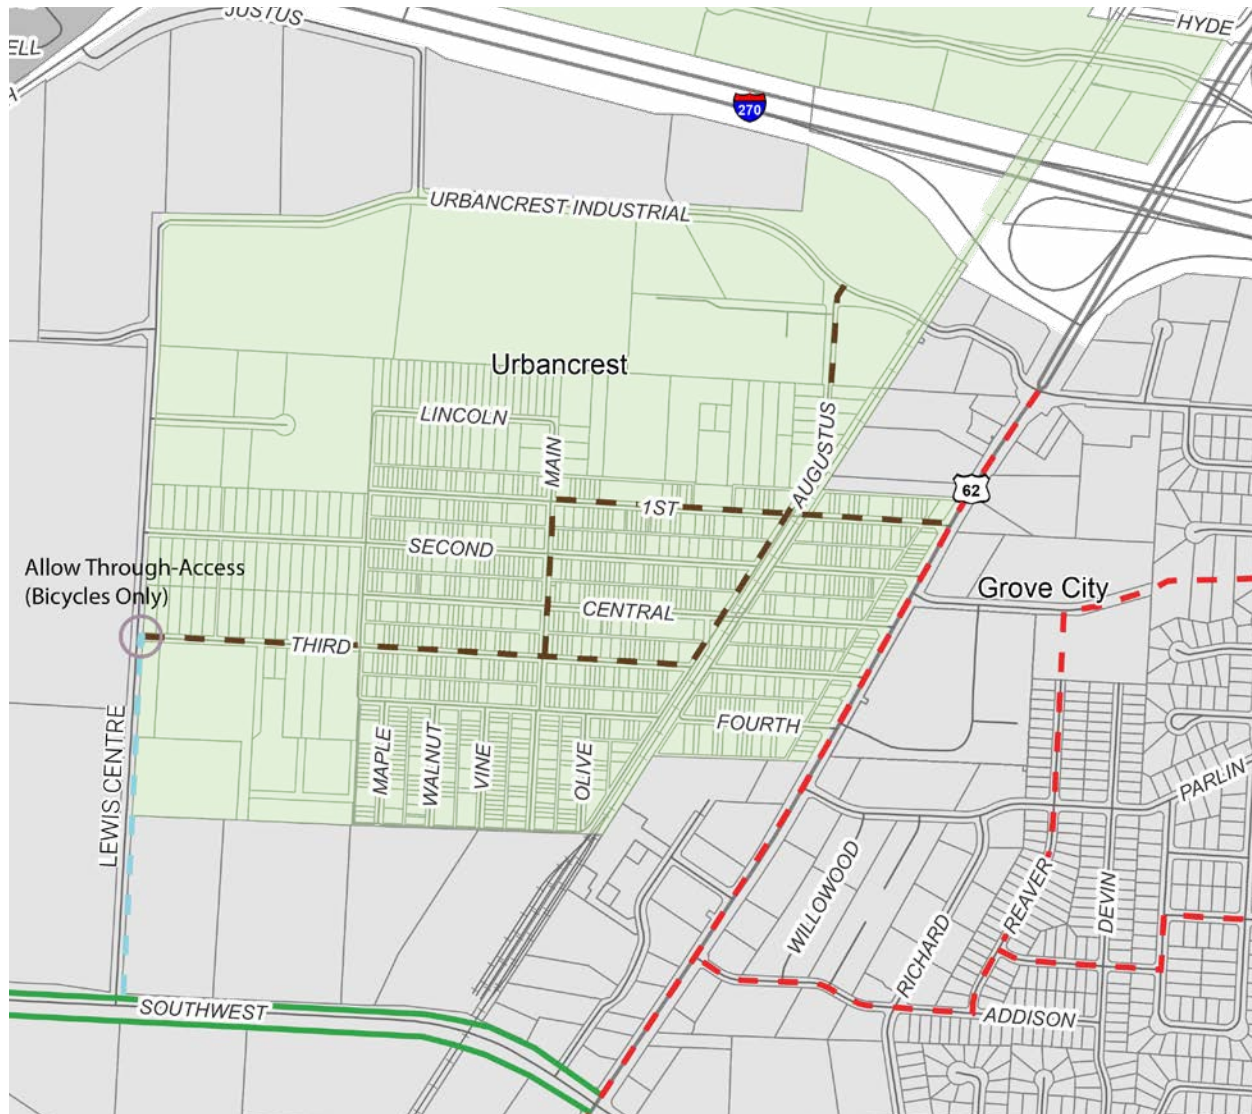 JUSTUS
HYDE
ELL
270
URBANCREST INDUSTRIAL
Urbancrest
LINCOLN
MAIN
AUGUSTUS
62
1ST
SECOND
Allow Through-Access
(Bicycles Only)
Grove City
CENTRAL
THIRD
FOURTH
MAPLE
WALNUT
VINE
OLIVE
LEWIS CENTRE
PARLIN
WILLOWOOD
RICHARD
REAVER
DEVIN
SOUTHWEST
ADDISON